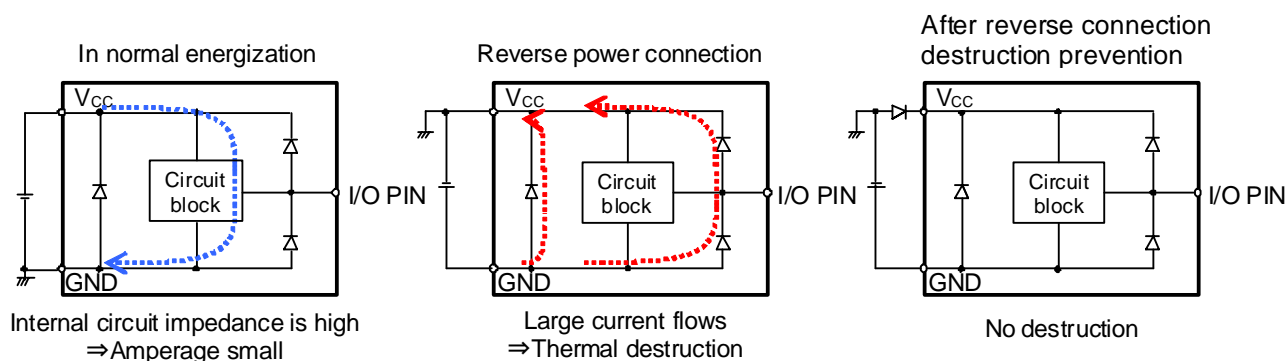 In normal energization
VCC
Circuit
block
I/O PIN
GND
Internal circuit impedance is high
⇒Amperage small
Reverse power connection
VCC
Circuit
block
I/O PIN
GND
Large current flows
⇒Thermal destruction
After reverse connection
destruction prevention
VCC
Circuit
block
I/O PIN
GND
No destruction